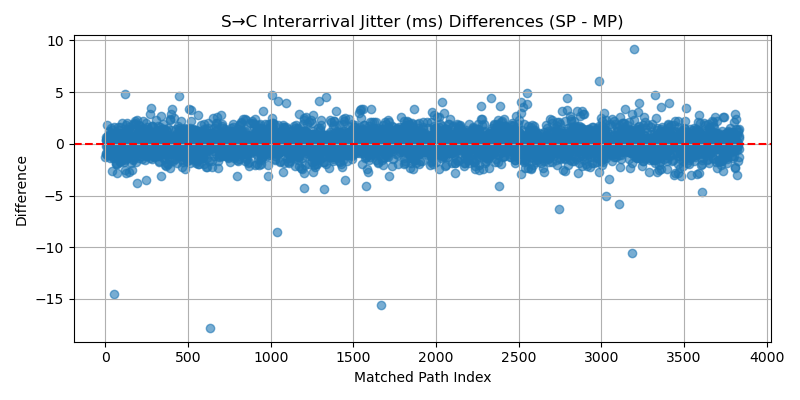 S→C Interarrival Jitter (ms) Differences (SP - MP)
10
5
0
−5
−10
−15
Difference
0 500 1000 1500 2000 2500 3000 3500 4000
Matched Path Index